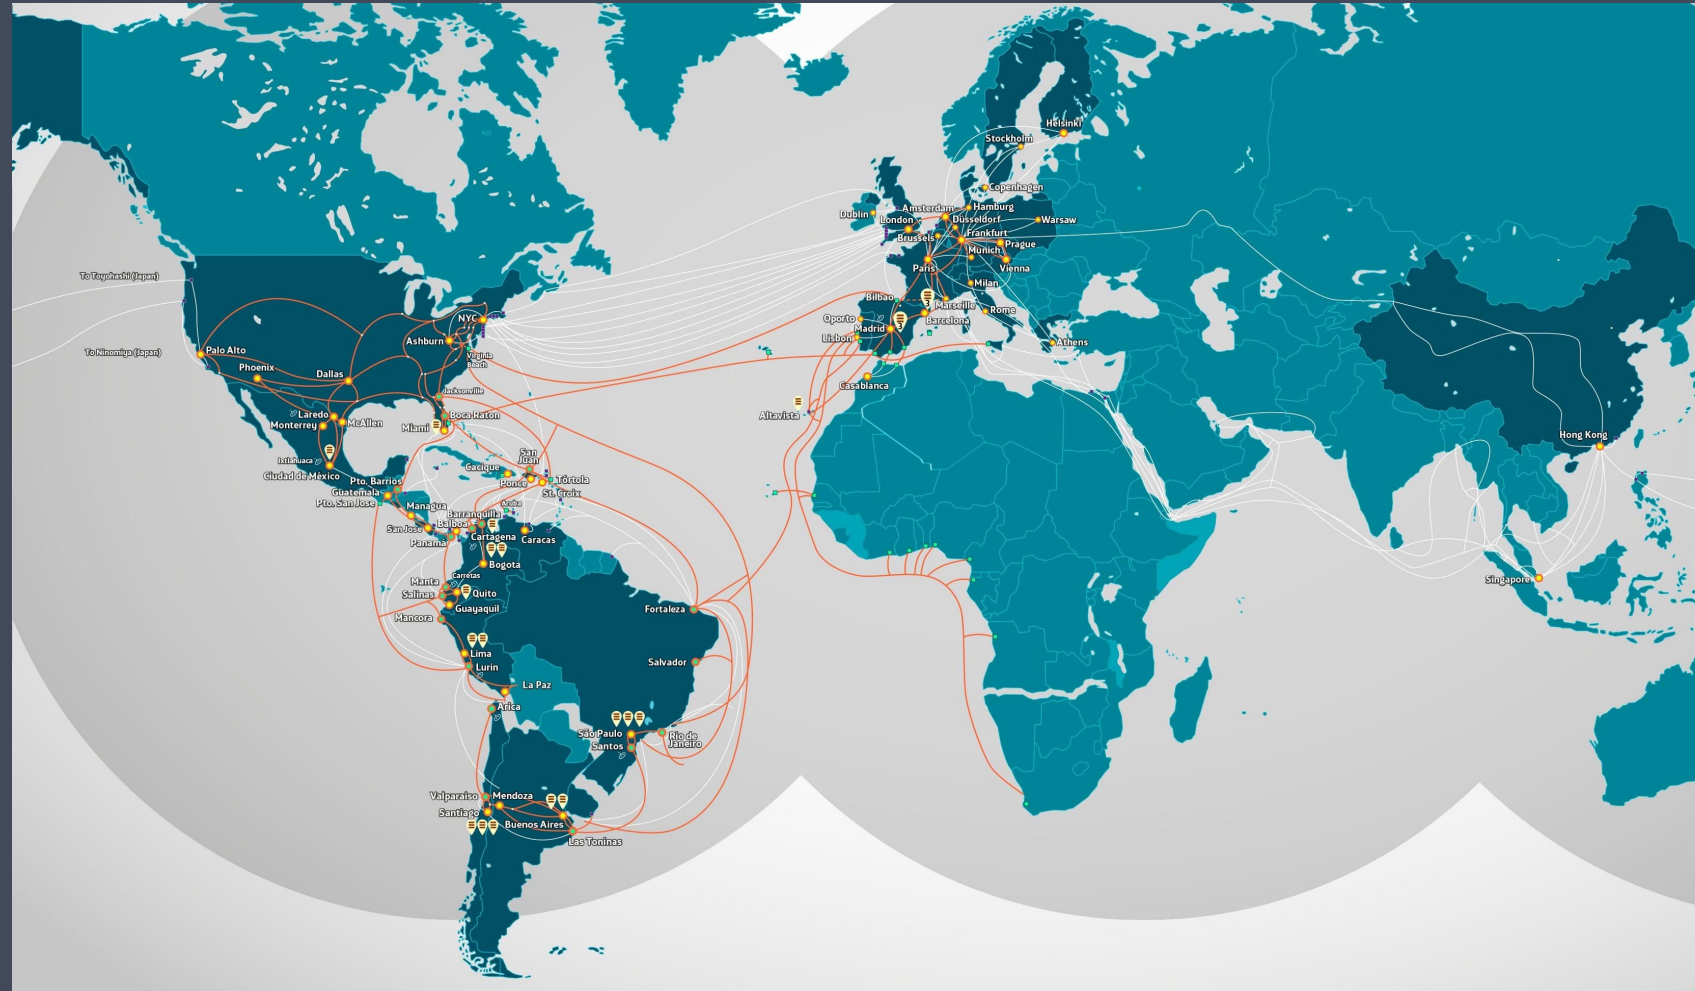 Helsinki
Stockholm
Copenhagen
Dublin
Amsterdam
Hamburg
London
Düsseldorf
Warsaw
Brussels
Frankfurt
Prague
Munich
Paris
Vienna
To Toyohashi (Japan)
Milan
Bilbao
Marseille
Rome
NYC
Oporto
Barcelona
Madrid
Ashburn
Lisbon
Athens
To Ninomiya (Japan)
Palo Alto
Virginia
Beach
Phoenix
Dallas
Casablanca
Jacksonville
Altavista
Laredo
Boca Raton
Monterrey
McAllen
Miami
Hong Kong
San
Juan
Ixtlahuaca
Cacique
Ciudad de México
Pto. Barrios
Ponce
Tórtola
Guatemala
St. Croix
Pto. San Jose
Aruba
Managua
Barranquilla
San Jose
Balboa
Cartagena
Caracas
Panamá
Bogota
Carretas
Manta
Singapore
Salinas
Quito
Guayaquil
Fortaleza
Mancora
Lima
Salvador
Lurin
La Paz
Arica
São Paulo
Rio de
Janeiro
Santos
Valparaiso
Mendoza
Santiago
Buenos Aires
Las Toninas